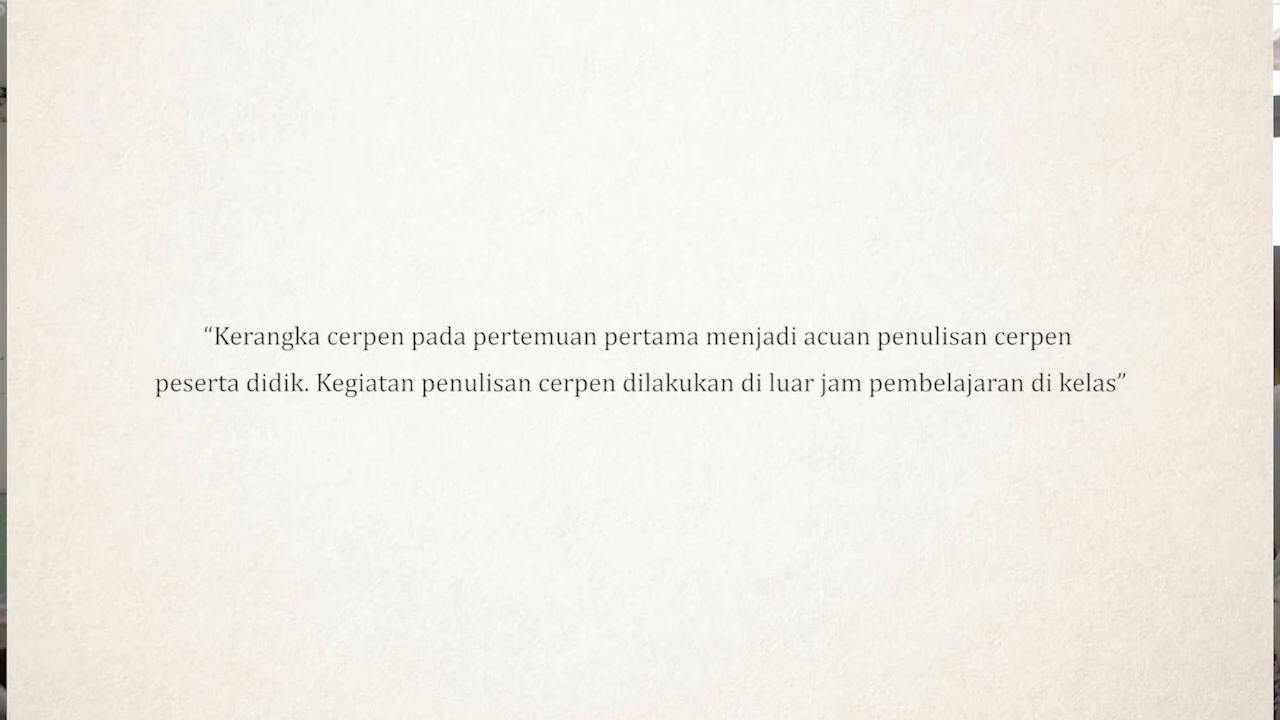 “Kerangka cerpen pada pertemuan pertama menjadi acuan penulisan cerpen
peserta didik. Kegiatan penulisan cerpen dilakukan di luar jam pembelajaran di kelas”